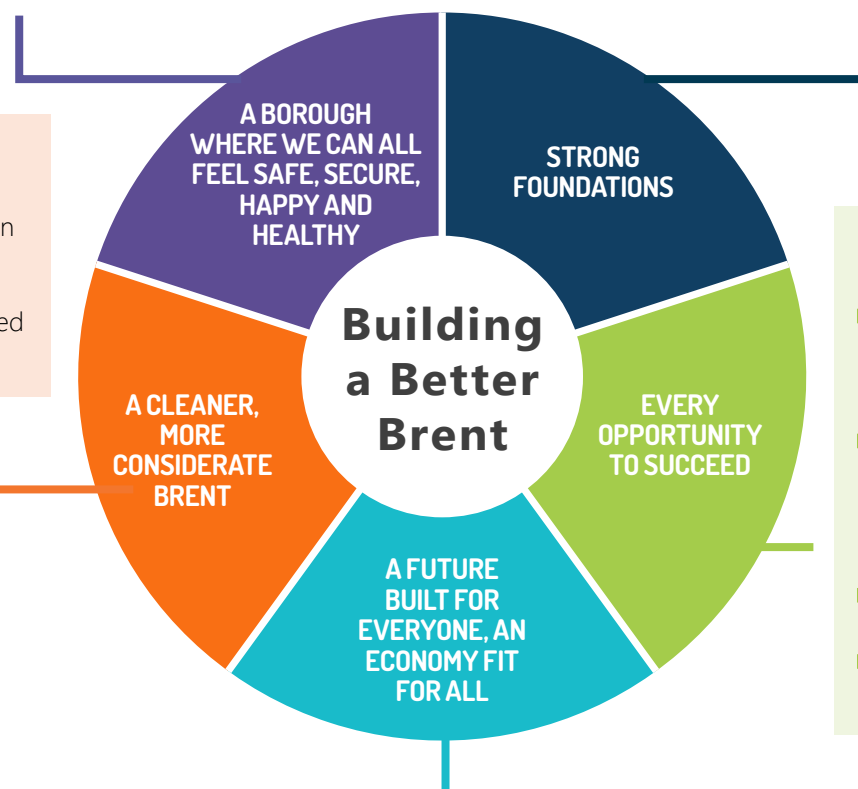 A BOROUGH
WHERE WE CAN ALL
FEEL SAFE, SECURE,
HAPPY AND
HEALTHY
STRONG
FOUNDATIONS
n
ed
Building
a Better
Brent
A CLEANER,
MORE
CONSIDERATE
BRENT
EVERY
OPPORTUNITY
TO SUCCEED
A FUTURE
BUILT FOR
EVERYONE, AN
ECONOMY FIT
FOR ALL